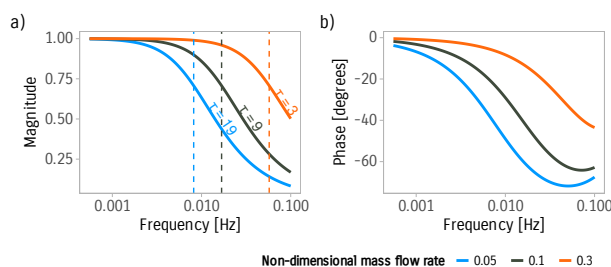 a)
b)
1.00
0.75
0.50
0.25
Magnitude
τ = 19
τ = 9
τ = 3
0.001
0.010
0.100
Frequency [Hz]
0
-20
-40
-60
Phase [degrees]
0.001
0.010
0.100
Frequency [Hz]
Non-dimensional mass flow rate 0.05 0.1 0.3